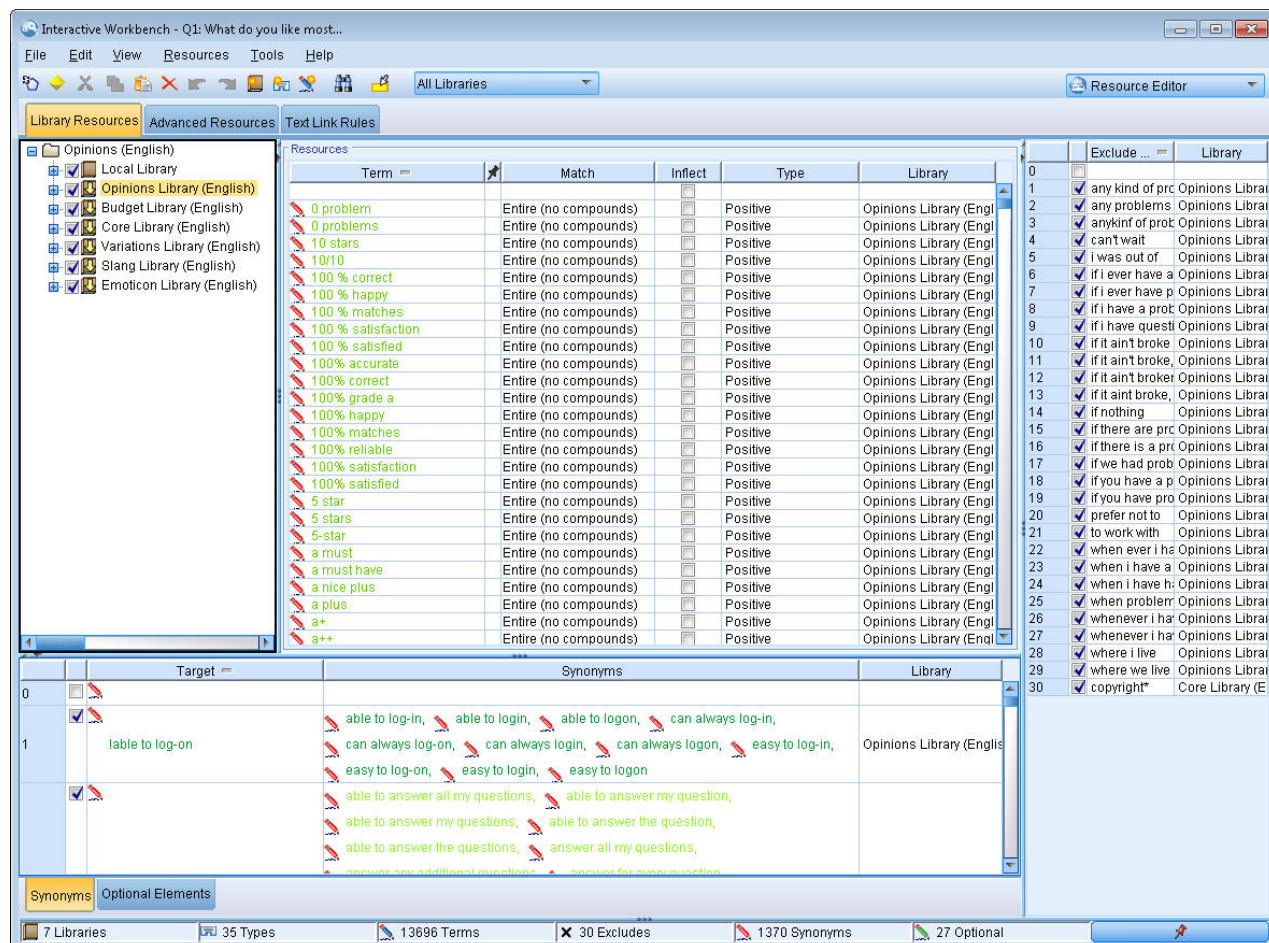 Interactive Workbench - Q1: What do you like most...
File Edit View Resources Tools Help
All Libraries
Resource Editor
Library Resources Advanced Resources Text Link Rules
Opinions (English)
Local Library
Opinions Library (English)
Budget Library (English)
Core Library (English)
Variations Library (English)
Slang Library (English)
Emoticon Library (English)
Resources
Term Match Inflect Type Library
0 problem Entire (no compounds) Positive Opinions Library (Engl
0 problems Entire (no compounds) Positive Opinions Library (Engl
10 stars Entire (no compounds) Positive Opinions Library (Engl
10/10 Entire (no compounds) Positive Opinions Library (Engl
100 % correct Entire (no compounds) Positive Opinions Library (Engl
100 % happy Entire (no compounds) Positive Opinions Library (Engl
100 % matches Entire (no compounds) Positive Opinions Library (Engl
100 % satisfaction Entire (no compounds) Positive Opinions Library (Engl
100 % satisfied Entire (no compounds) Positive Opinions Library (Engl
100% accurate Entire (no compounds) Positive Opinions Library (Engl
100% correct Entire (no compounds) Positive Opinions Library (Engl
100% grade a Entire (no compounds) Positive Opinions Library (Engl
100% happy Entire (no compounds) Positive Opinions Library (Engl
100% matches Entire (no compounds) Positive Opinions Library (Engl
100% reliable Entire (no compounds) Positive Opinions Library (Engl
100% satisfaction Entire (no compounds) Positive Opinions Library (Engl
100% satisfied Entire (no compounds) Positive Opinions Library (Engl
5 star Entire (no compounds) Positive Opinions Library (Engl
5 stars Entire (no compounds) Positive Opinions Library (Engl
5-star Entire (no compounds) Positive Opinions Library (Engl
a must Entire (no compounds) Positive Opinions Library (Engl
a must have Entire (no compounds) Positive Opinions Library (Engl
a nice plus Entire (no compounds) Positive Opinions Library (Engl
a plus Entire (no compounds) Positive Opinions Library (Engl
a+ Entire (no compounds) Positive Opinions Library (Engl
a++ Entire (no compounds) Positive Opinions Library (Engl
Exclude ... Library
0
1 any kind of prc Opinions Librar
2 any problems Opinions Librar
3 anykinf of prob Opinions Librar
4 can't wait Opinions Librar
5 i was out of Opinions Librar
6 if i ever have a Opinions Librar
7 if i ever have p Opinions Librar
8 if i have a prob Opinions Librar
9 if i have questi Opinions Librar
10 if it ain't broke Opinions Librar
11 if it ain't broke, Opinions Librar
12 if it ain't broken Opinions Librar
13 if it aint broke, Opinions Librar
14 if nothing Opinions Librar
15 if there are prc Opinions Librar
16 if there is a pro Opinions Librar
17 if we had prob Opinions Librar
18 if you have a p Opinions Librar
19 if you have pro Opinions Librar
20 prefer not to Opinions Librar
21 to work with Opinions Librar
22 when ever i ha Opinions Librar
23 when i have a Opinions Librar
24 when i have h Opinions Librar
25 when problem Opinions Librar
26 whenever i ha Opinions Librar
27 whenever i ha Opinions Librar
28 where i live Opinions Librar
29 where we live Opinions Librar
30 copyright* Core Library (E
Target Synonyms Library
0
able to log-in, able to login, able to logon, can always log-in,
1 !able to log-on can always log-on, can always login, can always logon, easy to log-in, Opinions Library (Englis
easy to log-on, easy to login, easy to logon
able to answer all my questions, able to answer my question,
able to answer my questions, able to answer the question,
able to answer the questions, answer all my questions,
answer any additional questions, answer for every question
Synonyms Optional Elements
7 Libraries 35 Types 13696 Terms 30 Excludes 1370 Synonyms 27 Optional